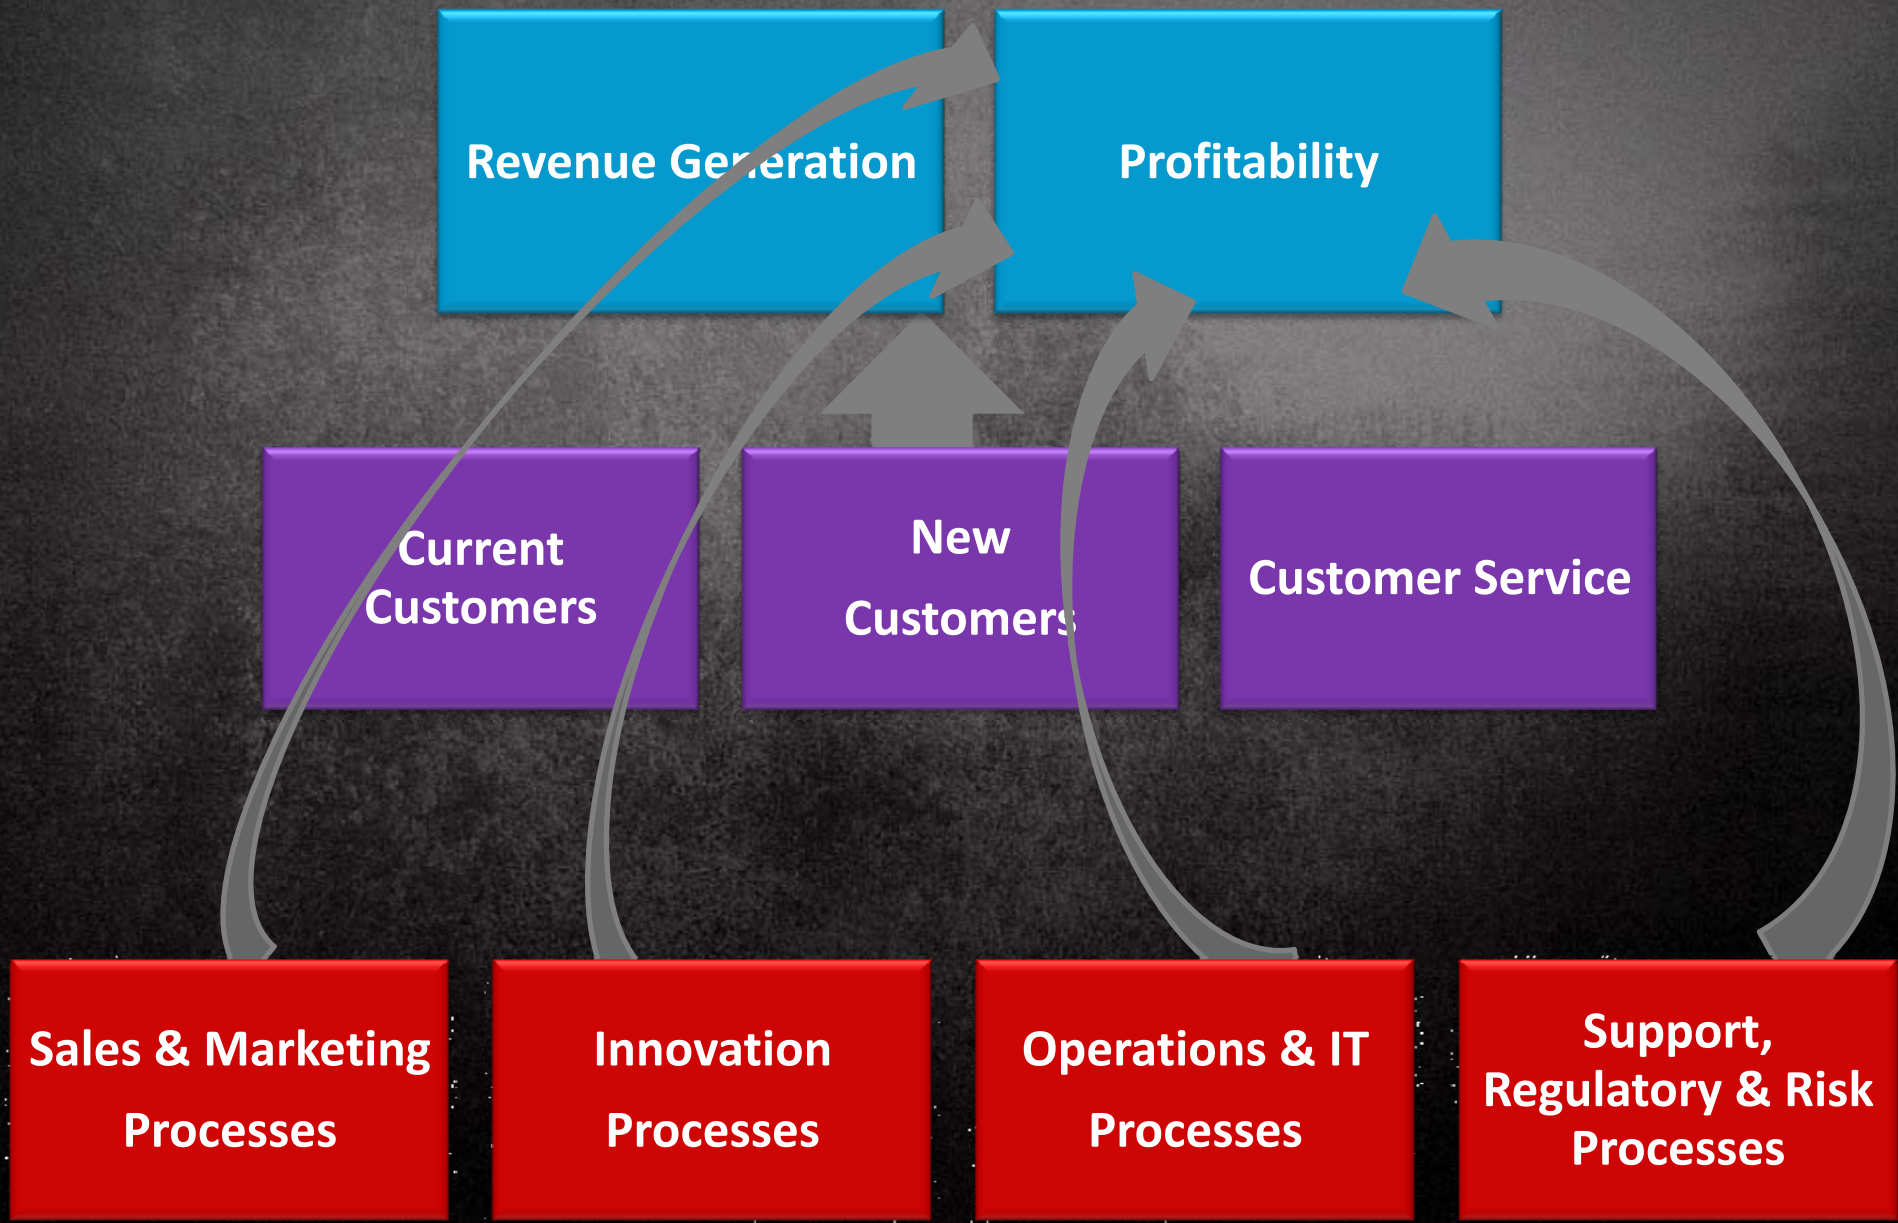 Revenue Generation
Profitability
Current
Customers
New
Customers
Customer Service
Sales & Marketing
Processes
Innovation
Processes
Operations & IT
Processes
Support,
Regulatory & Risk
Processes